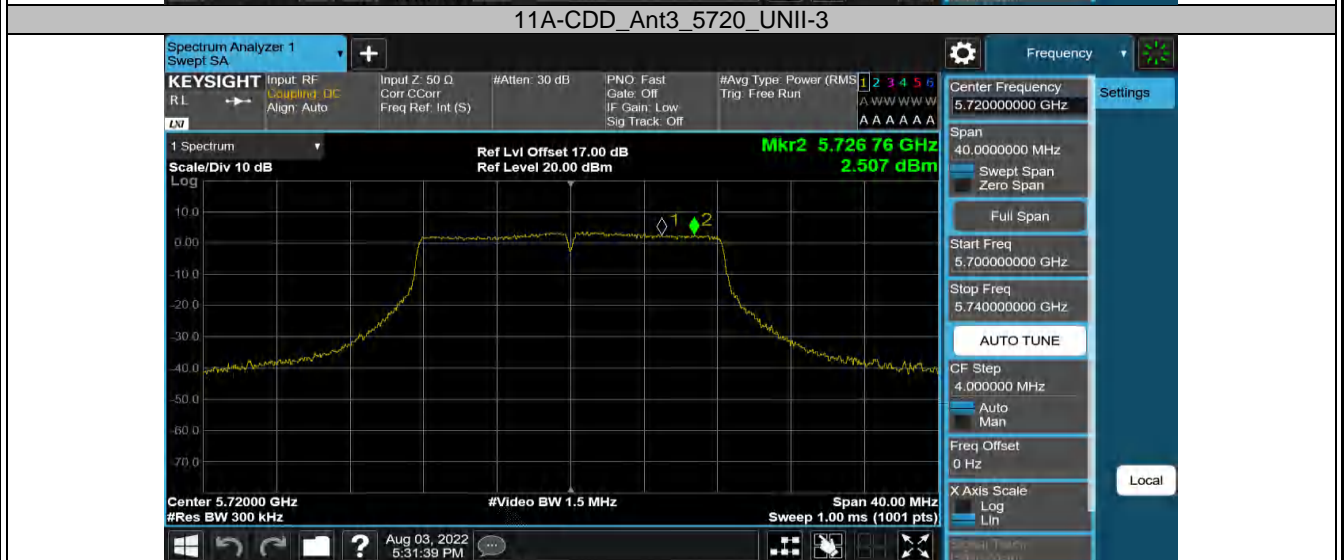 11A-CDD_Ant3_5720_UNII-3
Spectrum Analyzer 1
Swept SA
Frequency
KEYSIGHT
RL
LXI
Input: RF
Coupling: DC
Align: Auto
Input Z: 50 Ω
Corr CCorr
Freq Ref: Int (S)
#Atten: 30 dB
PNO: Fast
Gate: Off
IF Gain: Low
Sig Track: Off
#Avg Type: Power (RMS
Trig: Free Run
1 2 3 4 5 6
A W W W W W
A A A A A A
1 Spectrum
Scale/Div 10 dB
Log
Ref Lvl Offset 17.00 dB
Ref Level 20.00 dBm
Mkr2 5.726 76 GHz
2.507 dBm
10.0
0.00
-10.0
-20.0
-30.0
-40.0
-50.0
-60.0
-70.0
1 2
Center 5.72000 GHz
#Res BW 300 kHz
#Video BW 1.5 MHz
Span 40.00 MHz
Sweep 1.00 ms (1001 pts)
Center Frequency
5.720000000 GHz
Settings
Span
40.0000000 MHz
Swept Span
Zero Span
Full Span
Start Freq
5.700000000 GHz
Stop Freq
5.740000000 GHz
AUTO TUNE
CF Step
4.000000 MHz
Auto
Man
Freq Offset
0 Hz
X Axis Scale
Log
Lin
Local
?
Aug 03, 2022
5:31:39 PM